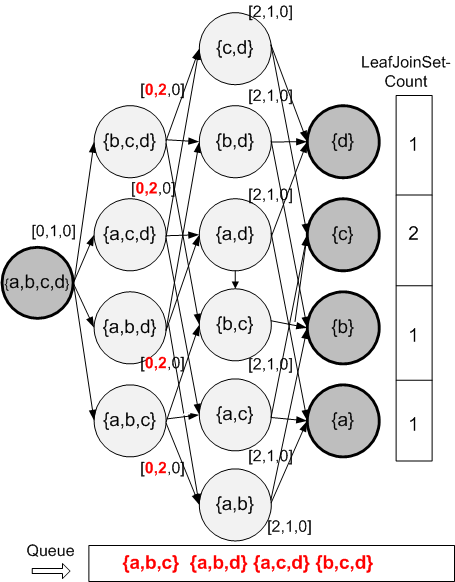 [2,1,0]
{c,d}
LeafJoinSet-
Count
[0,2,0]
[2,1,0]
{b,c,d}
{b,d}
{d}
1
[0,2,0]
[2,1,0]
[0,1,0]
{a,c,d}
{a,d}
{c}
2
{a,b,c,d}
{a,b,d}
{b,c}
{b}
1
[0,2,0]
[2,1,0]
{a,b,c}
{a,c}
{a}
1
[0,2,0]
[2,1,0]
{a,b}
[2,1,0]
Queue
{a,b,c} {a,b,d} {a,c,d} {b,c,d}